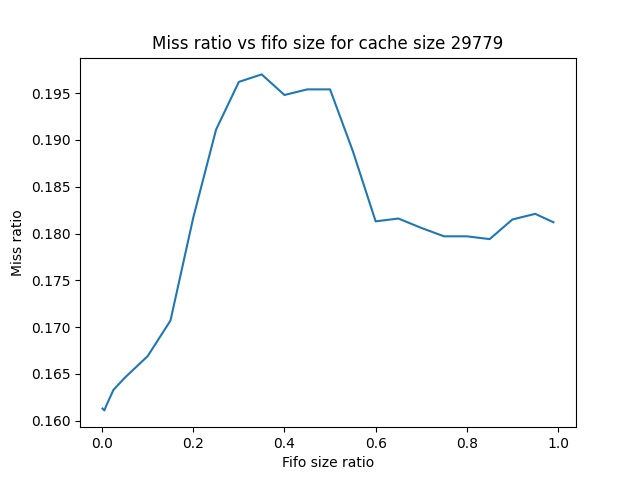 Miss ratio vs fifo size for cache size 29779
Miss ratio
0.195
0.190
0.185
0.180
0.175
0.170
0.165
0.160
0.0 0.2 0.4 0.6 0.8 1.0
Fifo size ratio